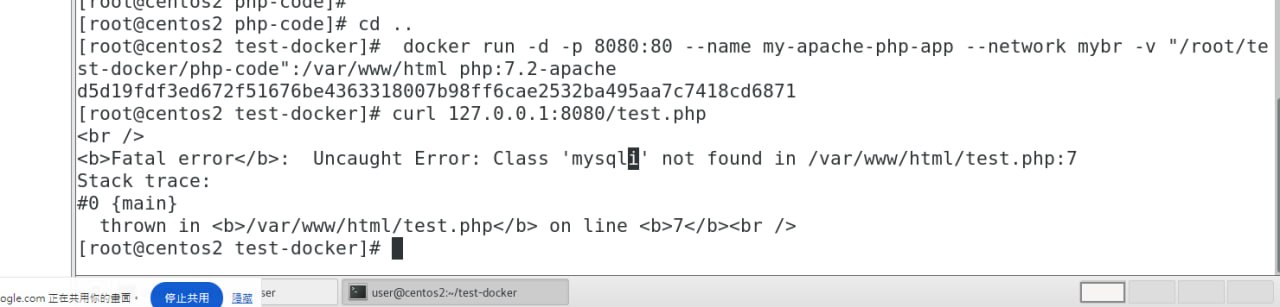 [root@centos2 php-code]#
[root@centos2 php-code]# cd ..
[root@centos2 test-docker]#  docker run -d -p 8080:80 --name my-apache-php-app --network mybr -v "/root/te
st-docker/php-code":/var/www/html php:7.2-apache
d5d19fdf3ed672f51676be4363318007b98ff6cae2532ba495aa7c7418cd6871
[root@centos2 test-docker]# curl 127.0.0.1:8080/test.php
<br />
<b>Fatal error</b>:  Uncaught Error: Class 'mysqli' not found in /var/www/html/test.php:7
Stack trace:
#0 {main}
  thrown in <b>/var/www/html/test.php</b> on line <b>7</b><br />
[root@centos2 test-docker]#
ogle.com 正在共用你的畫面。 停止共用 隱藏 ser user@centos2:~/test-docker